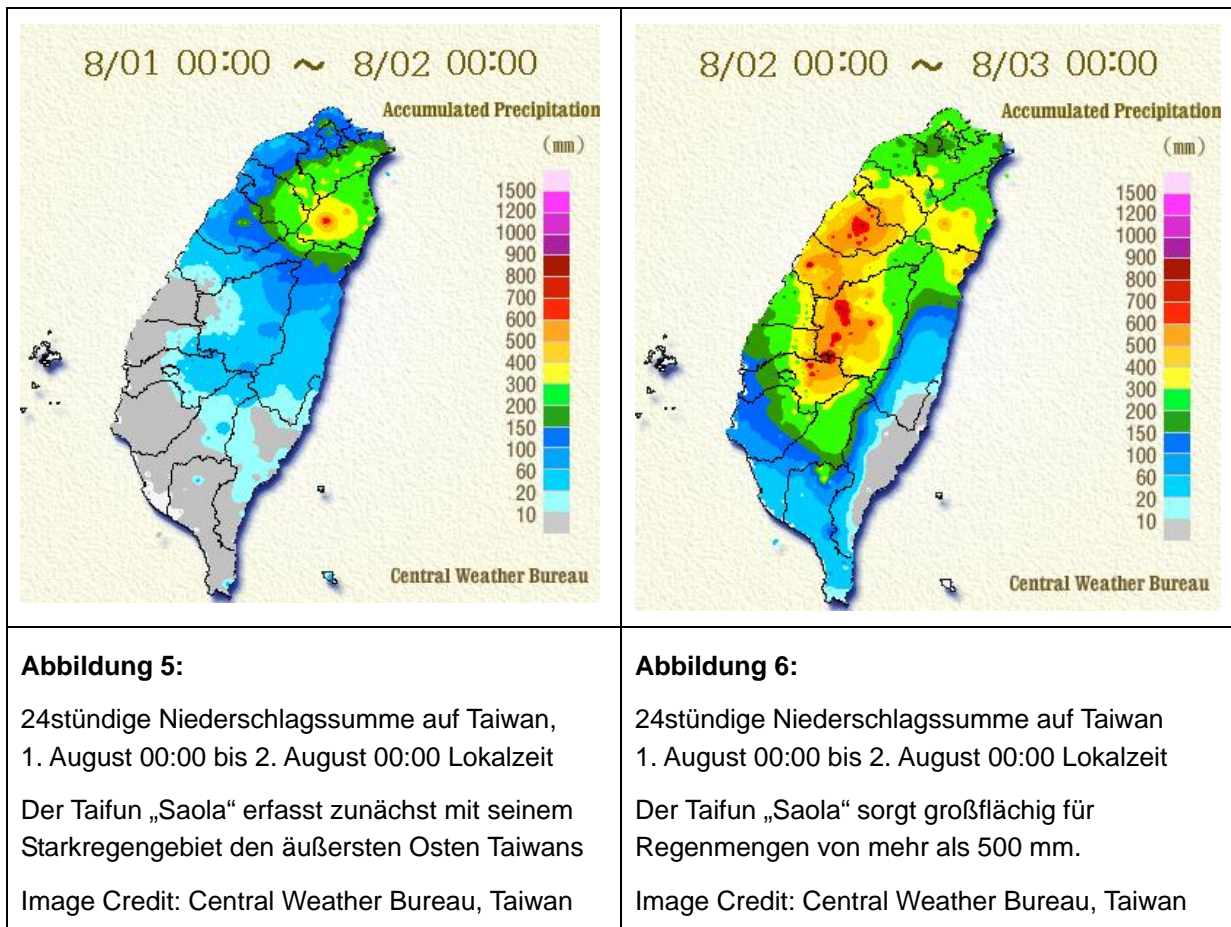 8/01 00:00 ~ 8/02 00:00
Accumulated Precipitation
(mm)
1500
1200
1000
900
800
700
600
500
400
300
200
150
100
60
20
10
Central Weather Bureau
8/02 00:00 ~ 8/03 00:00
Accumulated Precipitation
(mm)
1500
1200
1000
900
800
700
600
500
400
300
200
150
100
60
20
10
Central Weather Bureau
Abbildung 5:
24stündige Niederschlagssumme auf Taiwan,
1. August 00:00 bis 2. August 00:00 Lokalzeit
Der Taifun „Saola“ erfasst zunächst mit seinem
Starkregengebiet den äußersten Osten Taiwans
Image Credit: Central Weather Bureau, Taiwan
Abbildung 6:
24stündige Niederschlagssumme auf Taiwan
1. August 00:00 bis 2. August 00:00 Lokalzeit
Der Taifun „Saola“ sorgt großflächig für
Regenmengen von mehr als 500 mm.
Image Credit: Central Weather Bureau, Taiwan